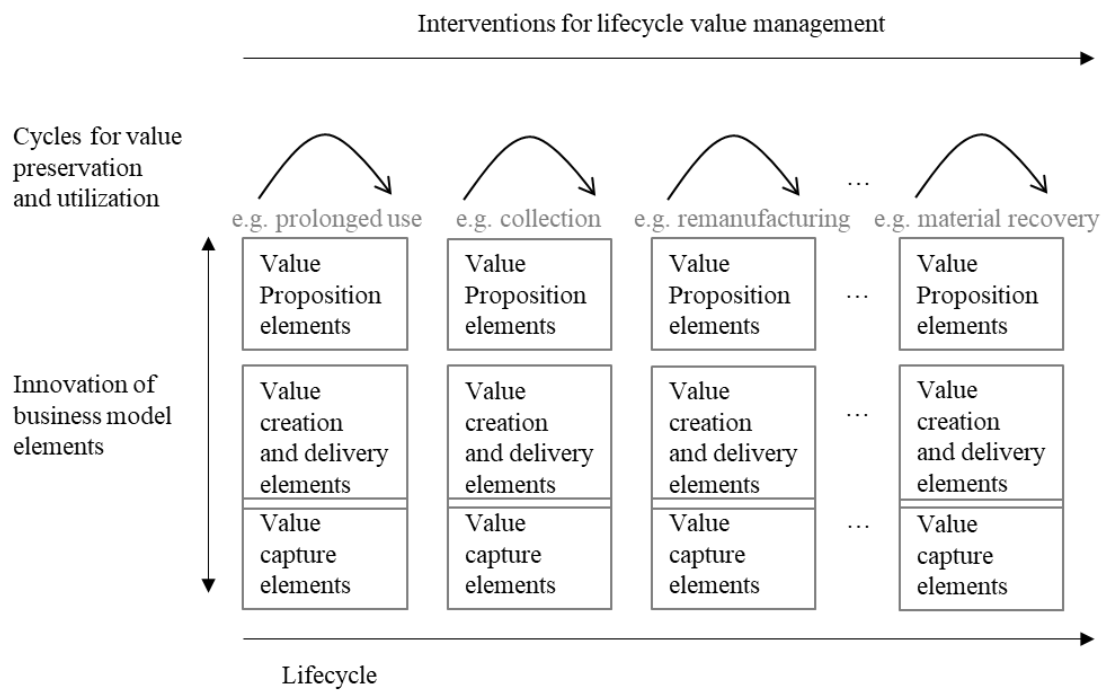 Interventions for lifecycle value management
Cycles for value
preservation
and utilization
…
e.g. prolonged use
e.g. collection
e.g. remanufacturing
e.g. material recovery
Innovation of
business model
elements
Value
Proposition
elements
Value
Proposition
elements
Value
Proposition
elements
…
Value
Proposition
elements
Value
creation
and delivery
elements
Value
creation
and delivery
elements
Value
creation
and delivery
elements
…
Value
creation
and delivery
elements
Value
capture
elements
Value
capture
elements
Value
capture
elements
…
Value
capture
elements
Lifecycle